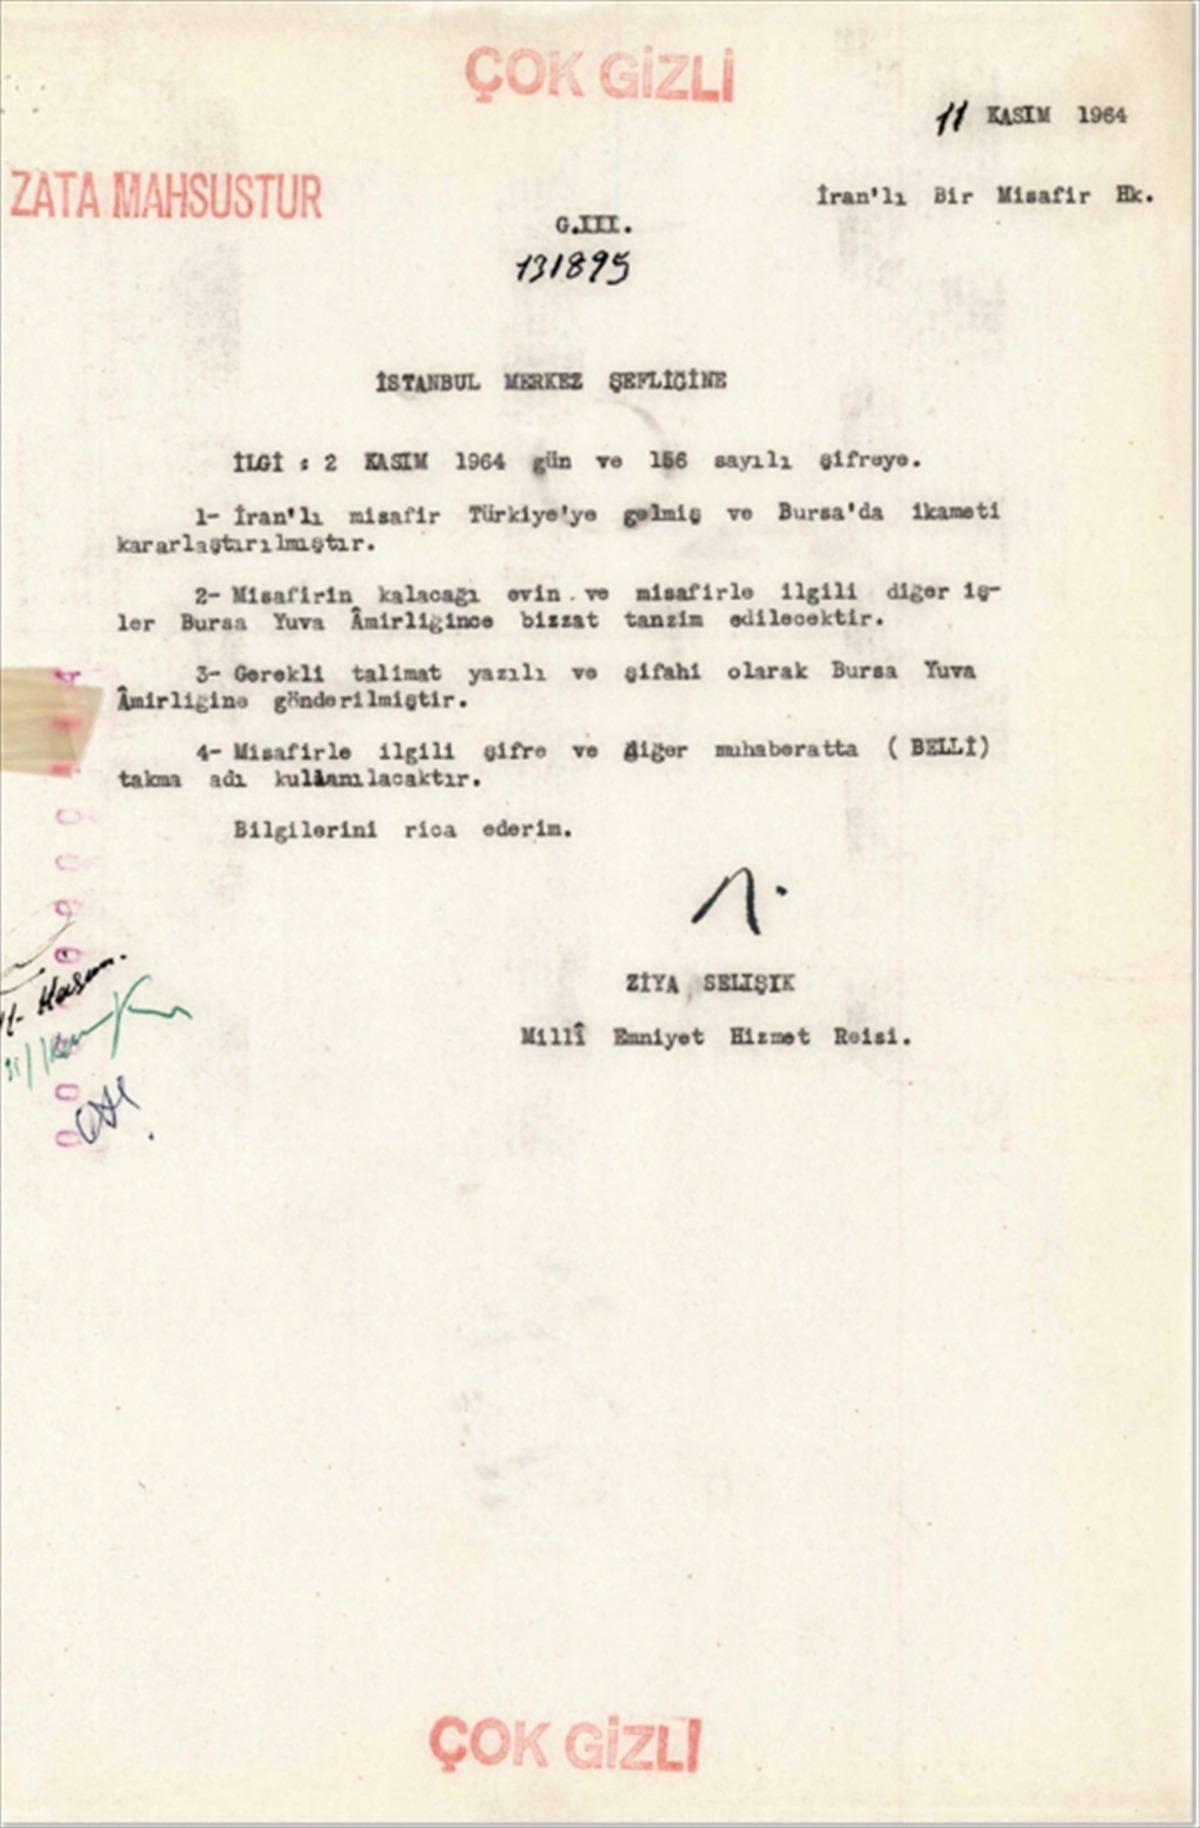 ÇOK GİZLİ
11 KASIM 1964
ZATA MAHSUSTUR
İran'lı Bir Misafir Hk.
G.III.
131895
İSTANBUL MERKEZ ŞEFLİĞİNE
İLGİ : 2 KASIM 1964 gün ve 156 sayılı şifreye.
1- İran'lı misafir Türkiye'ye gelmiş ve Bursa'da ikameti
kararlaştırılmıştır.
2- Misafirin kalacağı evin ve misafirle ilgili diğer iş-
ler Bursa Yuva Âmirliğince bizzat tanzim edilecektir.
3- Gerekli talimat yazılı ve şifahi olarak Bursa Yuva
Âmirliğine gönderilmiştir.
4- Misafirle ilgili şifre ve diğer muhaberatta ( BELLİ)
takma adı kullanılacaktır.
Bilgilerini rica ederim.
ZİYA SELIŞIK
Millî Emniyet Hizmet Reisi.
ÇOK GİZLİ